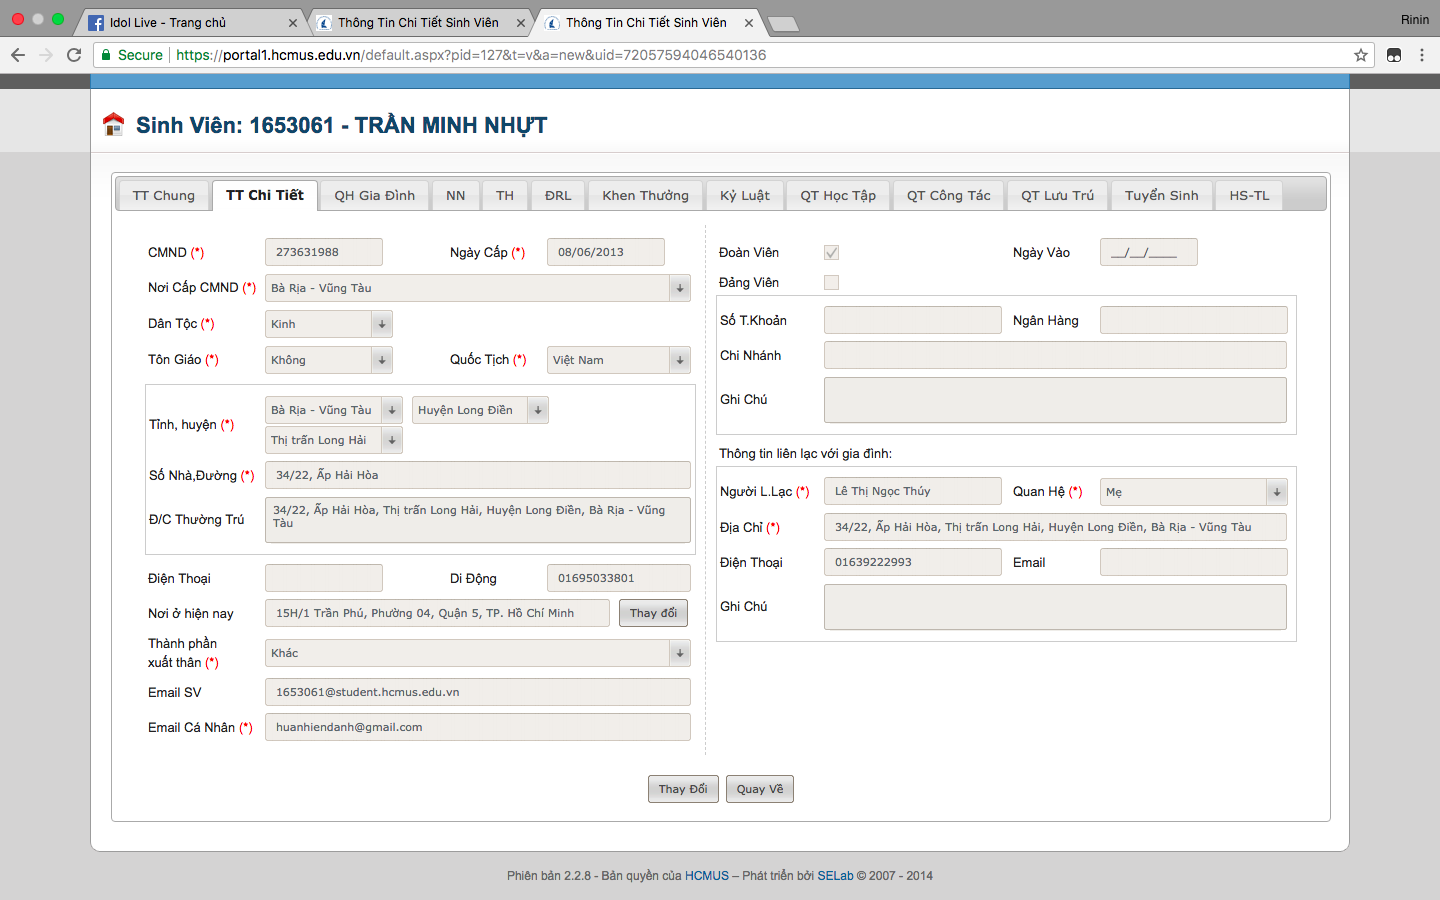 Idol Live - Trang chủ
Thông Tin Chi Tiết Sinh Viên
Thông Tin Chi Tiết Sinh Viên
Rinin
Secure
https://portal1.hcmus.edu.vn/default.aspx?pid=127&t=v&a=new&uid=72057594046540136
Sinh Viên: 1653061 - TRẦN MINH NHỰT
TT Chung TT Chi Tiết QH Gia Đình NN TH ĐRL Khen Thưởng Kỷ Luật QT Học Tập QT Công Tác QT Lưu Trú Tuyển Sinh HS-TL
CMND (*) 273631988 Ngày Cấp (*) 08/06/2013
Nơi Cấp CMND (*) Bà Rịa - Vũng Tàu
Dân Tộc (*) Kinh
Tôn Giáo (*) Không Quốc Tịch (*) Việt Nam
Tỉnh, huyện (*) Bà Rịa - Vũng Tàu Huyện Long Điền
Thị trấn Long Hải
Số Nhà,Đường (*) 34/22, Ấp Hải Hòa
Đ/C Thường Trú 34/22, Ấp Hải Hòa, Thị trấn Long Hải, Huyện Long Điền, Bà Rịa - Vũng
Tàu
Điện Thoại Di Động 01695033801
Nơi ở hiện nay 15H/1 Trần Phú, Phường 04, Quận 5, TP. Hồ Chí Minh Thay đổi
Thành phần
xuất thân (*) Khác
Email SV 1653061@student.hcmus.edu.vn
Email Cá Nhân (*) huanhiendanh@gmail.com
Đoàn Viên Ngày Vào __/__/____
Đảng Viên
Số T.Khoản Ngân Hàng
Chi Nhánh
Ghi Chú
Thông tin liên lạc với gia đình:
Người L.Lạc (*) Lê Thị Ngọc Thúy Quan Hệ (*) Mẹ
Địa Chỉ (*) 34/22, Ấp Hải Hòa, Thị trấn Long Hải, Huyện Long Điền, Bà Rịa - Vũng Tàu
Điện Thoại 01639222993 Email
Ghi Chú
Thay Đổi Quay Về
Phiên bản 2.2.8 - Bản quyền của HCMUS – Phát triển bởi SELab © 2007 - 2014